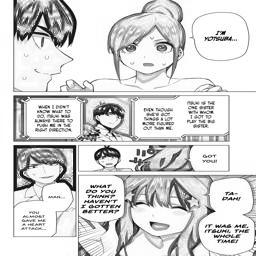 I'M
YOTSUBA...
ITSUKI IS THE
ONE SISTER
WITH WHOM
I GOT TO
PLAY THE
BIG SISTER.
EVEN THOUGH
SHE'S GOT
THINGS A LOT
MORE FIGURED
OUT THAN ME.
WHEN I DIDN'T
KNOW WHAT TO
DO, ITSUKI WAS
ALWAYS THERE TO
PUSH ME IN THE
RIGHT DIRECTION.
GOT
YOU!
TA-
DAH!
IT WAS ME,
ITSUKI, THE
WHOLE
TIME!
WHAT DO
YOU THINK?
HAVEN'T I
GOTTEN
BETTER?
MAN...
YOU ALMOST
GAVE ME
A HEART
ATTACK...